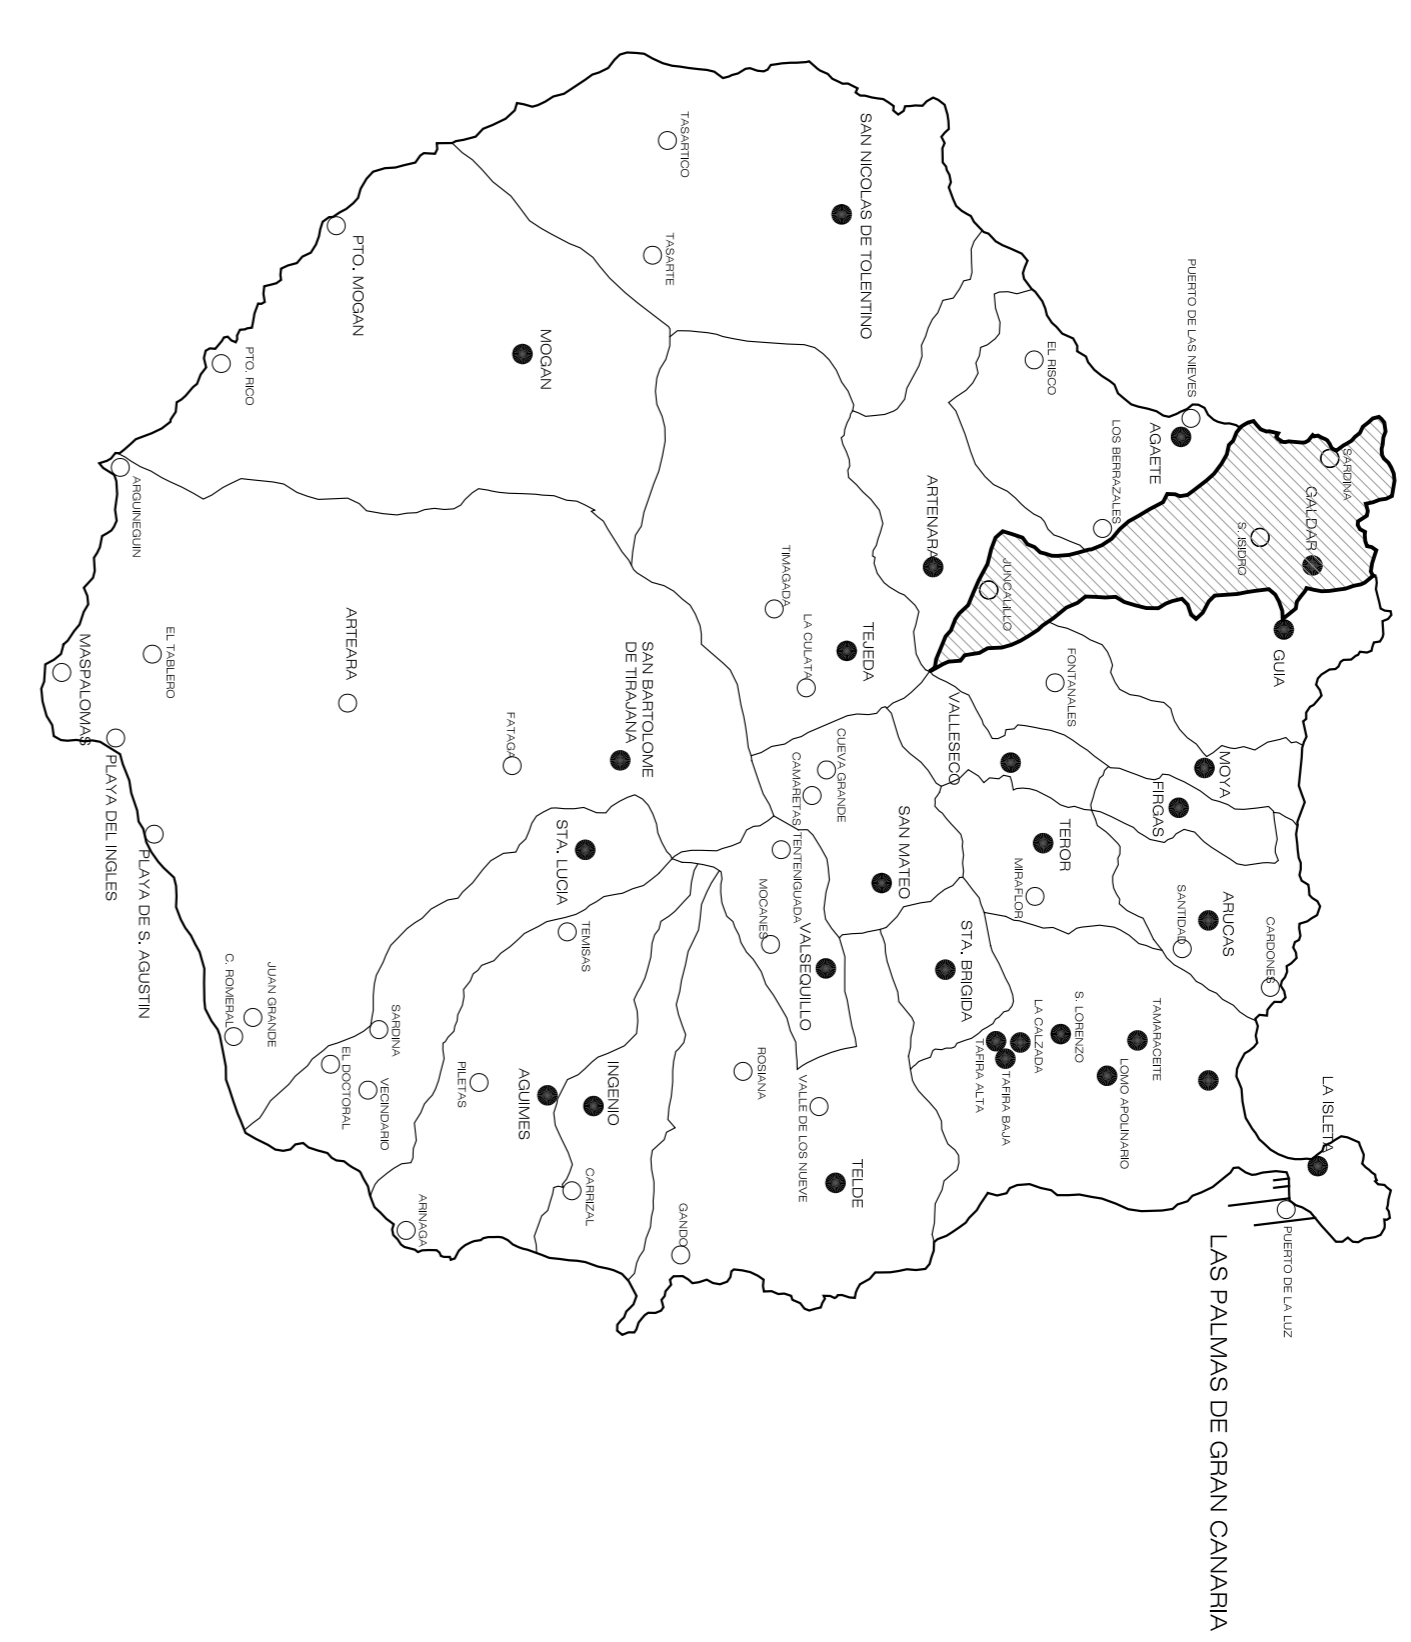 LA ISLETA
PUERTO DE LA LUZ
LAS PALMAS DE GRAN CANARIA
SARDINA
GALDAR
S. ISIDRO
JUNCALILLO
GUIA
MOYA
FIRGAS
FONTANALES
VALLESECO
ARUCAS
CARDONES
SANTIDAD
TEROR
MIRAFLOR
TAMARACEITE
LOMO APOLINARIO
S. LORENZO
LA CALZADA
TAFIRA BAJA
TAFIRA ALTA
PUERTO DE LAS NIEVES
AGAETE
LOS BERRAZALES
EL RISCO
ARTENARA
STA. BRIGIDA
SAN MATEO
CUEVA GRANDE
CAMARETAS
TENTENIGUADA
MOCANES
VALSEQUILLO
TEJEDA
LA CULATA
TIMAGADA
SAN NICOLAS DE TOLENTINO
TASARTICO
TASARTE
TELDE
VALLE DE LOS NUEVE
ROSIANA
GANDO
INGENIO
CARRIZAL
AGUIMES
PILETAS
TEMISAS
ARINAGA
SAN BARTOLOME
DE TIRAJANA
FATAGA
STA. LUCIA
SARDINA
VECINDARIO
EL DOCTORAL
MOGAN
PTO. MOGAN
PTO. RICO
ARGUINEGUIN
ARTEARA
EL TABLERO
MASPALOMAS
PLAYA DEL INGLES
PLAYA DE S. AGUSTIN
JUAN GRANDE
C. ROMERAL